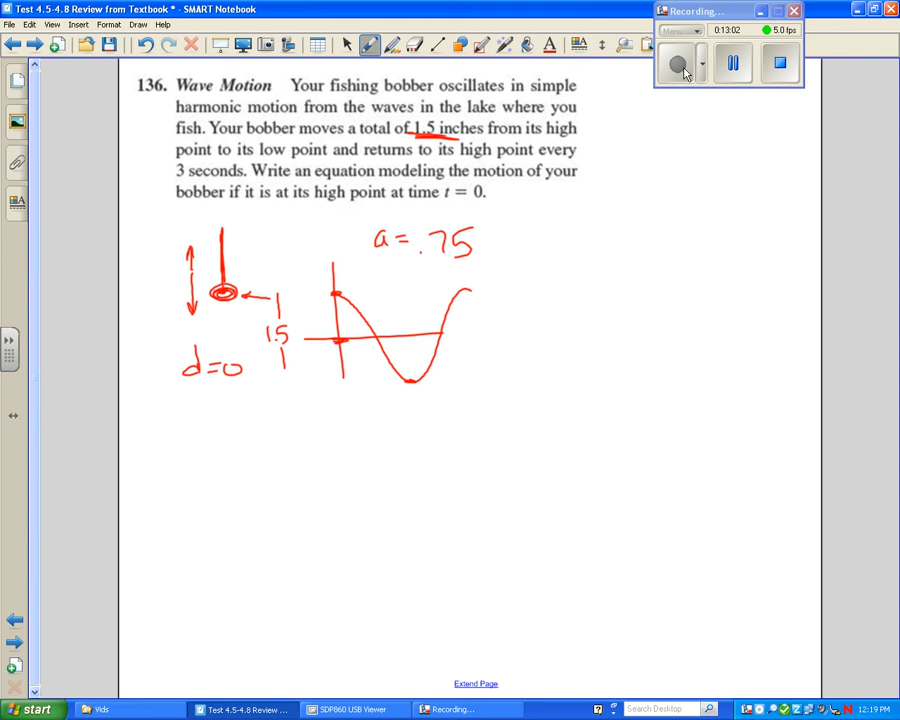 Test 4.5-4.8 Review from Textbook * - SMART Notebook
File Edit View Insert Format Draw Help
Recording...
Menu
0:13:02
5.0 fps
136. Wave Motion Your fishing bobber oscillates in simple
harmonic motion from the waves in the lake where you
fish. Your bobber moves a total of 1.5 inches from its high
point to its low point and returns to its high point every
3 seconds. Write an equation modeling the motion of your
bobber if it is at its high point at time t = 0.
a = .75
1.5
d=0
Extend Page
start
Vids
Test 4.5-4.8 Review ...
SDP860 USB Viewer
Recording...
Search Desktop
12:19 PM